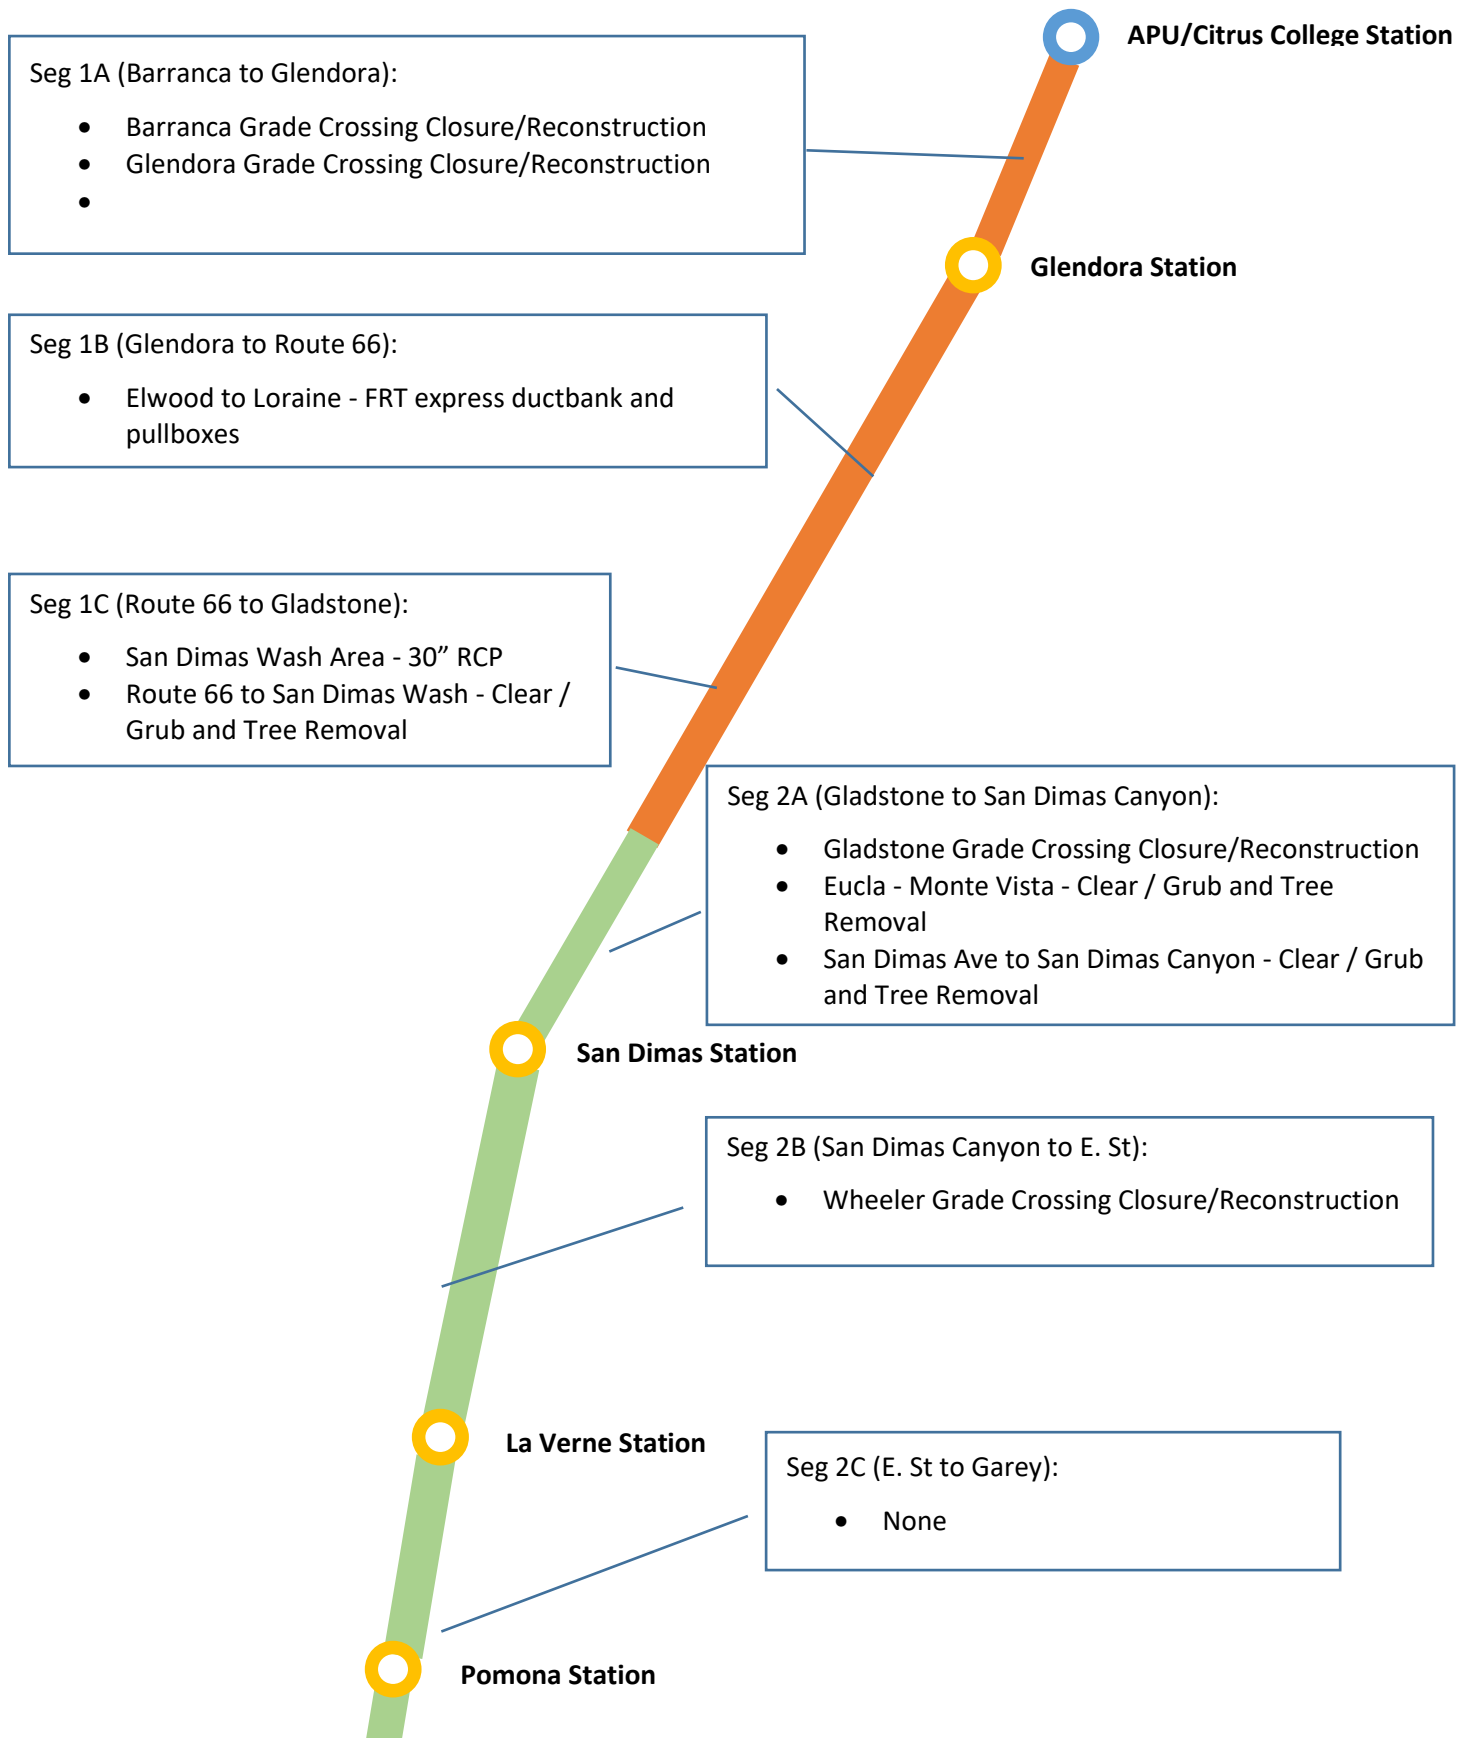 APU/Citrus College Station
Seg 1A (Barranca to Glendora):
• Barranca Grade Crossing Closure/Reconstruction
• Glendora Grade Crossing Closure/Reconstruction
•
Glendora Station
Seg 1B (Glendora to Route 66):
• Elwood to Loraine - FRT express ductbank and
pullboxes
Seg 1C (Route 66 to Gladstone):
• San Dimas Wash Area - 30” RCP
• Route 66 to San Dimas Wash - Clear /
Grub and Tree Removal
Seg 2A (Gladstone to San Dimas Canyon):
• Gladstone Grade Crossing Closure/Reconstruction
• Eucla - Monte Vista - Clear / Grub and Tree
Removal
• San Dimas Ave to San Dimas Canyon - Clear / Grub
and Tree Removal
San Dimas Station
Seg 2B (San Dimas Canyon to E. St):
• Wheeler Grade Crossing Closure/Reconstruction
La Verne Station
Seg 2C (E. St to Garey):
• None
Pomona Station